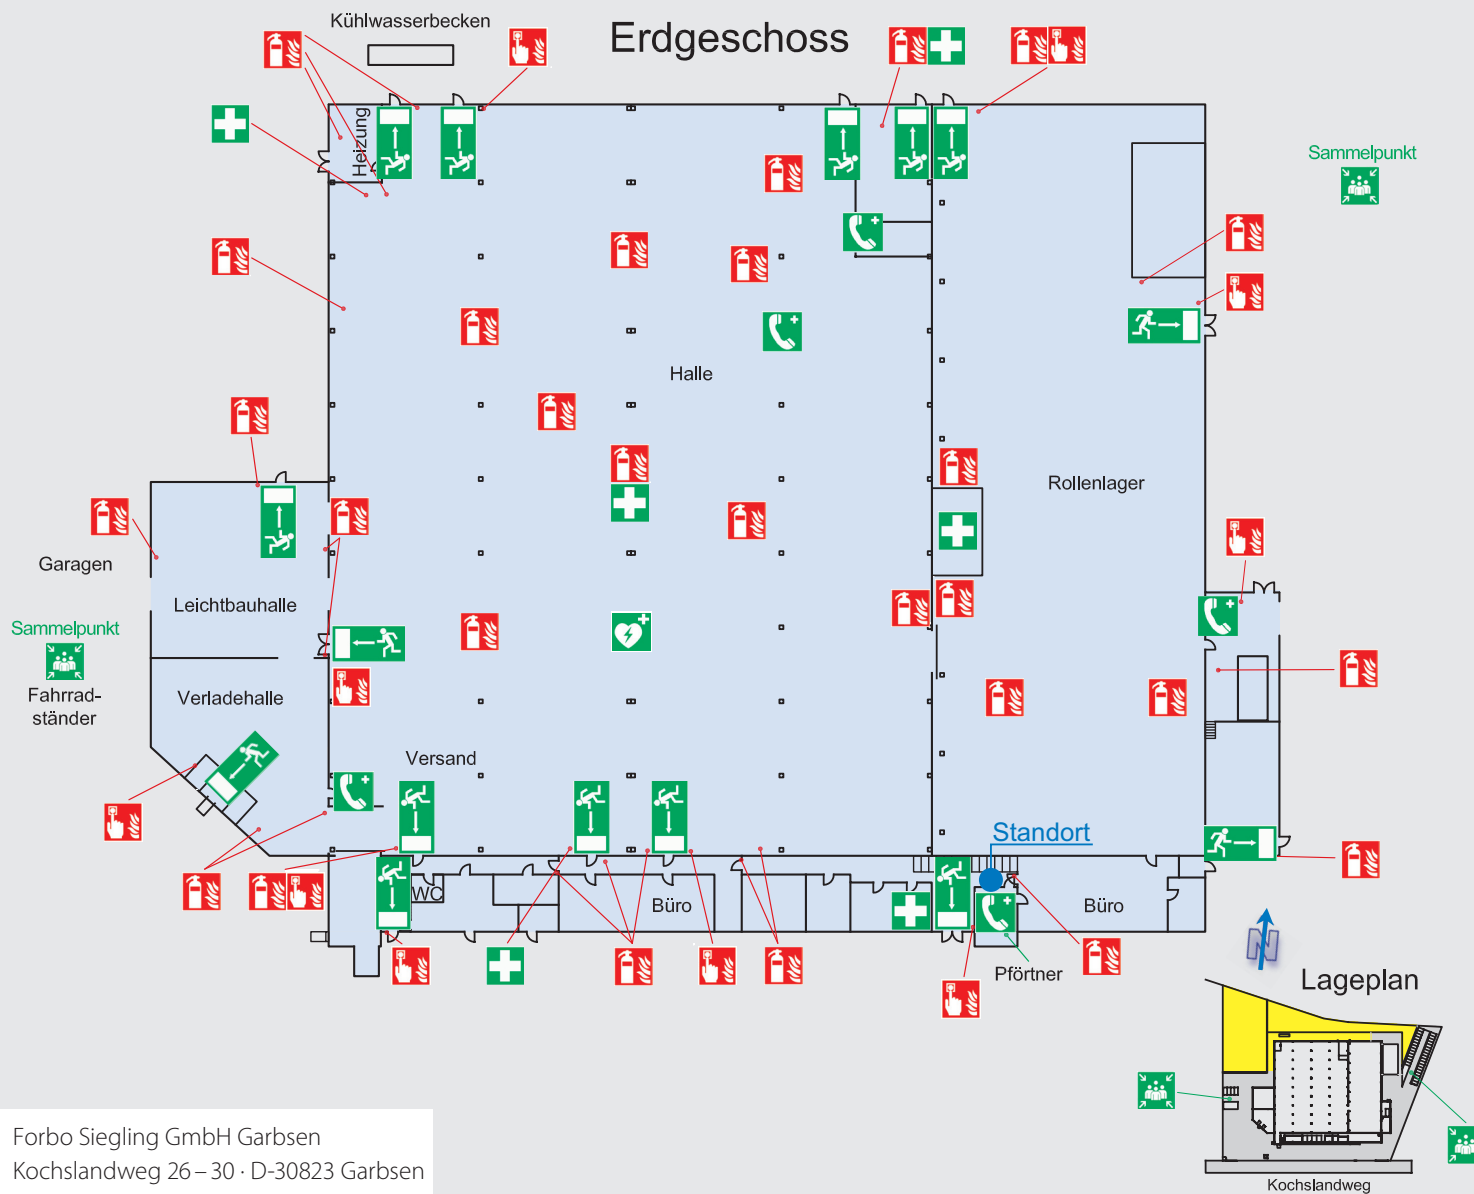 Kühlwasserbecken
Erdgeschoss
Heizung
Sammelpunkt
Halle
Rollenlager
Garagen
Leichtbauhalle
Sammelpunkt
Fahrrad-
ständer
Verladehalle
Versand
Standort
WC
Büro
Büro
Pförtner
N
Lageplan
Kochslandweg
Forbo Siegling GmbH Garbsen
Kochslandweg 26 – 30 · D-30823 Garbsen